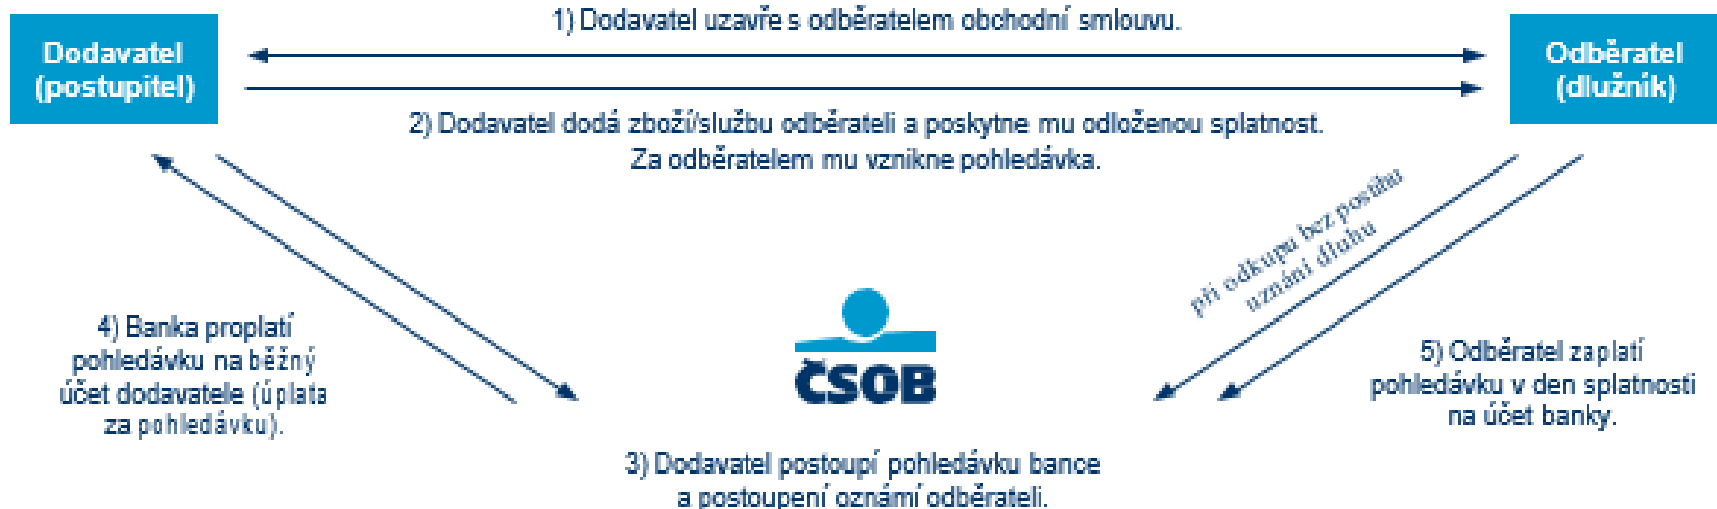 1) Dodavatel uzavře s odběratelem obchodní smlouvu.
Dodavatel
(postupitel)
Odběratel
(dlužník)
2) Dodavatel dodá zboží/službu odběrateli a poskytne mu odloženou splatnost.
Za odběratelem mu vznikne pohledávka.
při odkupu bez postihu
uznání dluhu
4) Banka proplatí
pohledávku na běžný
účet dodavatele (úplata
za pohledávku).
ČSOB
5) Odběratel zaplatí
pohledávku v den splatnosti
na účet banky.
3) Dodavatel postoupí pohledávku bance
a postoupení oznámí odběrateli.